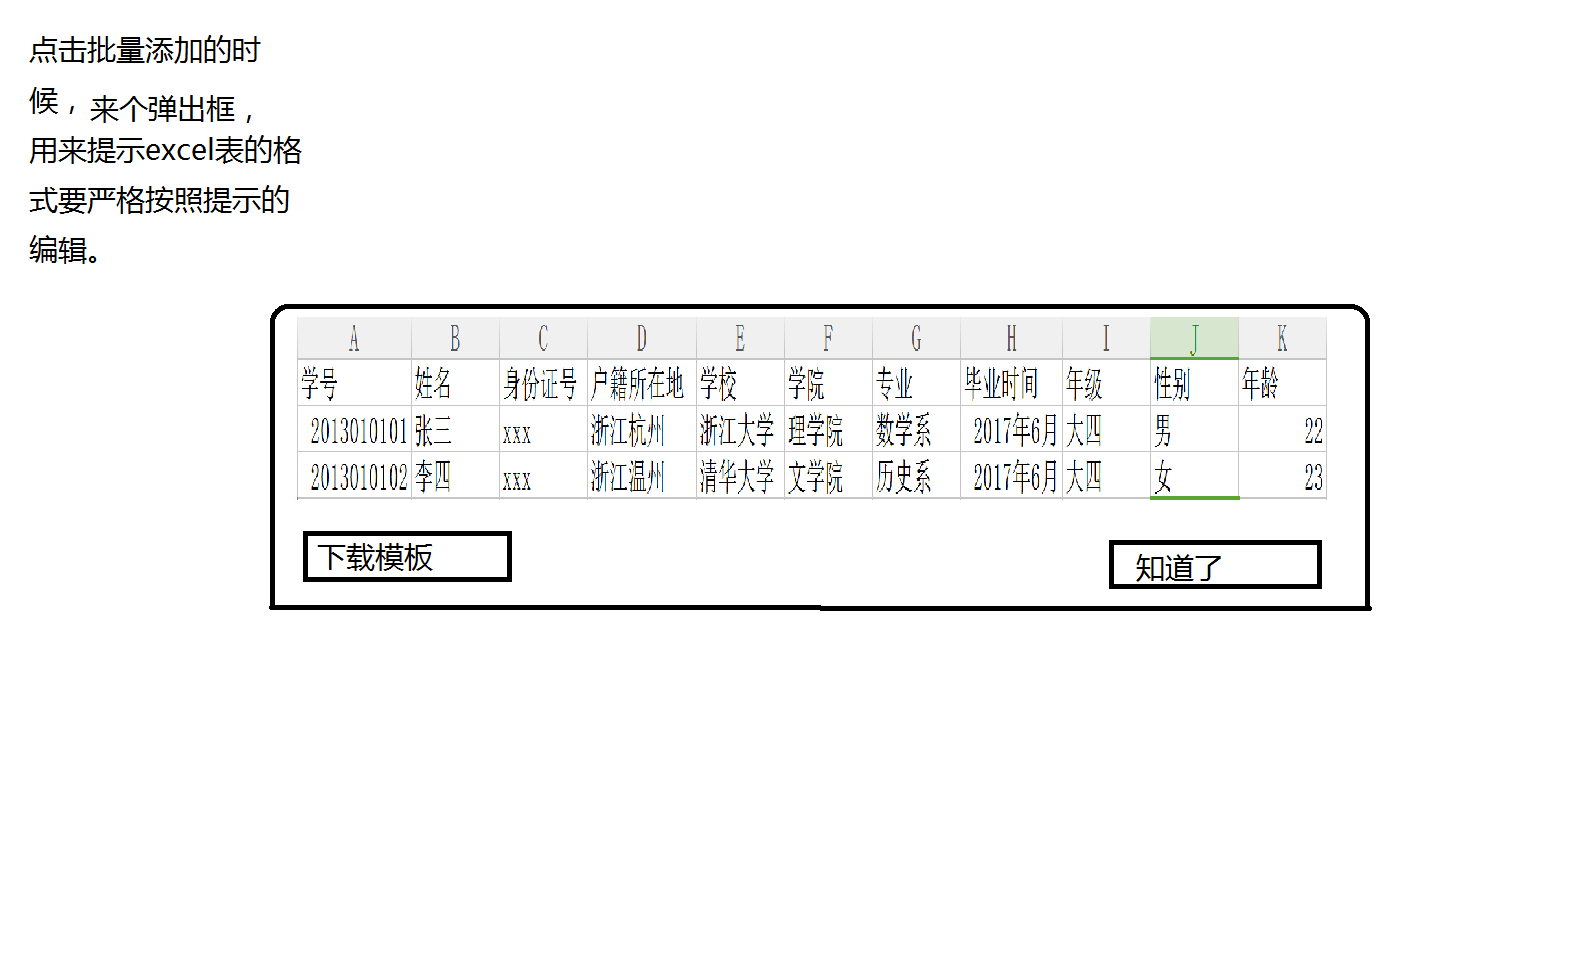 点击批量添加的时
候，来个弹出框，
用来提示excel表的格
式要严格按照提示的
编辑。
A B C D E F G H I J K
学号 姓名 身份证号 户籍所在地 学校 学院 专业 毕业时间 年级 性别 年龄
2013010101 张三 xxx 浙江杭州 浙江大学 理学院 数学系 2017年6月 大四 男 22
2013010102 李四 xxx 浙江温州 清华大学 文学院 历史系 2017年6月 大四 女 23
下载模板
知道了